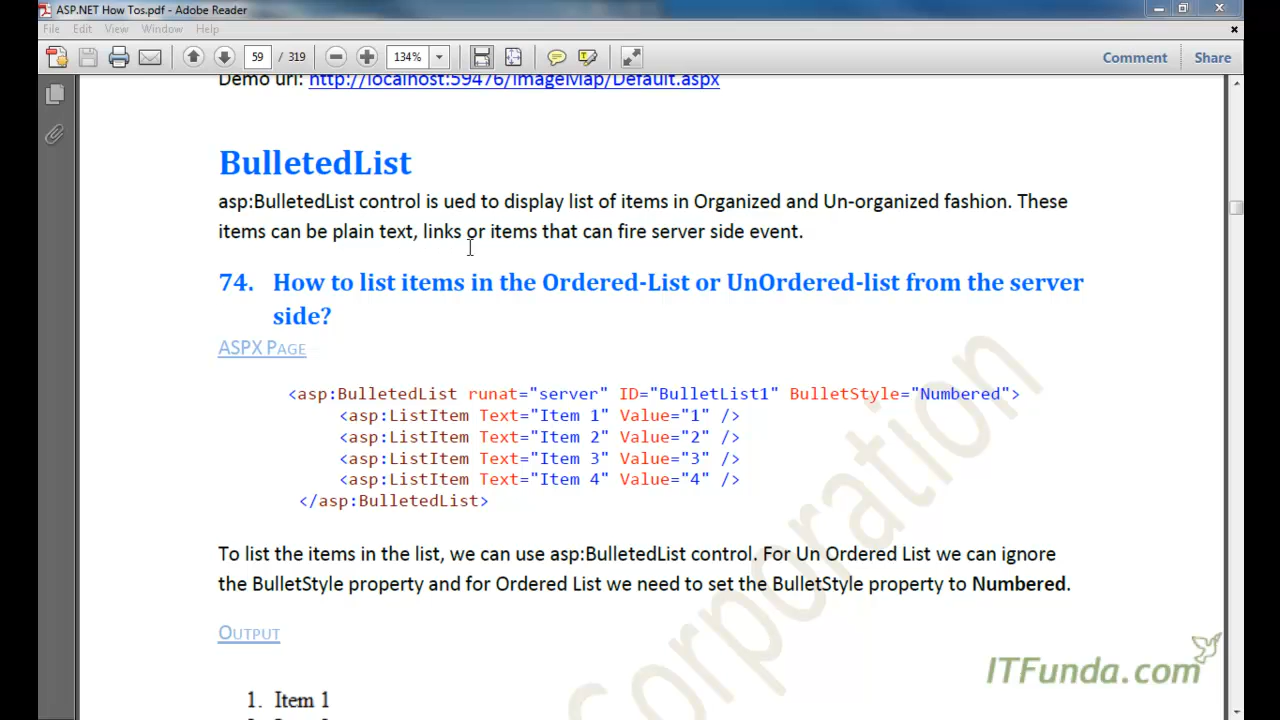 ASP.NET How Tos.pdf - Adobe Reader
File Edit View Window Help
59 / 319 134% Comment Share
Demo url: http://localhost:59476/ImageMap/Default.aspx
BulletedList
asp:BulletedList control is ued to display list of items in Organized and Un-organized fashion. These
items can be plain text, links or items that can fire server side event.
74. How to list items in the Ordered-List or UnOrdered-list from the server
side?
ASPX PAGE
<asp:BulletedList runat="server" ID="BulletList1" BulletStyle="Numbered">
<asp:ListItem Text="Item 1" Value="1" />
<asp:ListItem Text="Item 2" Value="2" />
<asp:ListItem Text="Item 3" Value="3" />
<asp:ListItem Text="Item 4" Value="4" />
</asp:BulletedList>
To list the items in the list, we can use asp:BulletedList control. For Un Ordered List we can ignore
the BulletStyle property and for Ordered List we need to set the BulletStyle property to Numbered.
OUTPUT
Corporation
ITFunda.com
1. Item 1